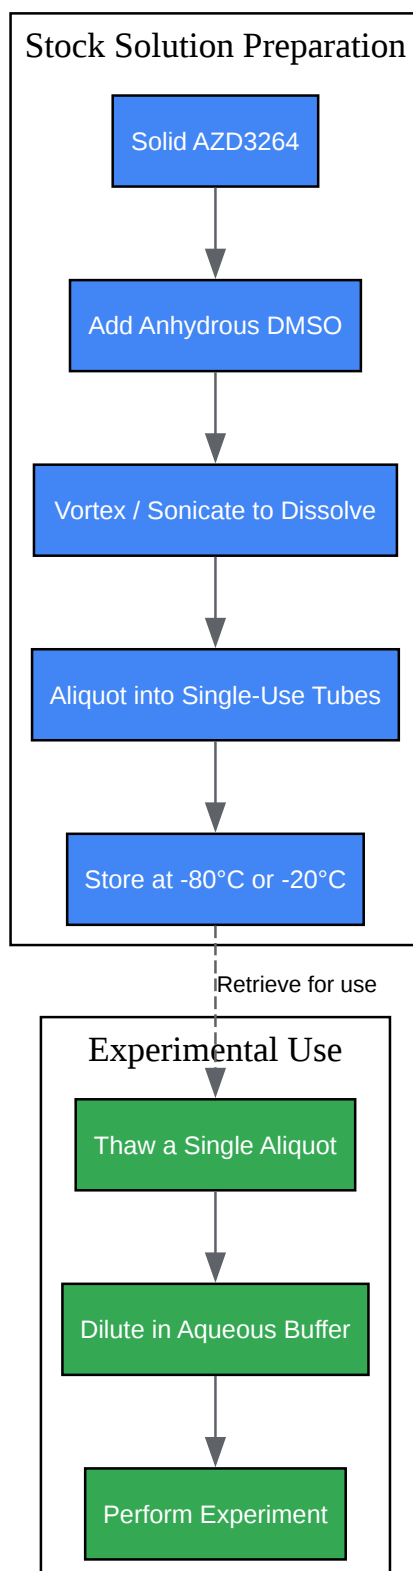 Stock Solution Preparation
Solid AZD3264
Add Anhydrous DMSO
Vortex / Sonicate to Dissolve
Aliquot into Single-Use Tubes
Store at -80°C or -20°C
Retrieve for use
Experimental Use
Thaw a Single Aliquot
Dilute in Aqueous Buffer
Perform Experiment